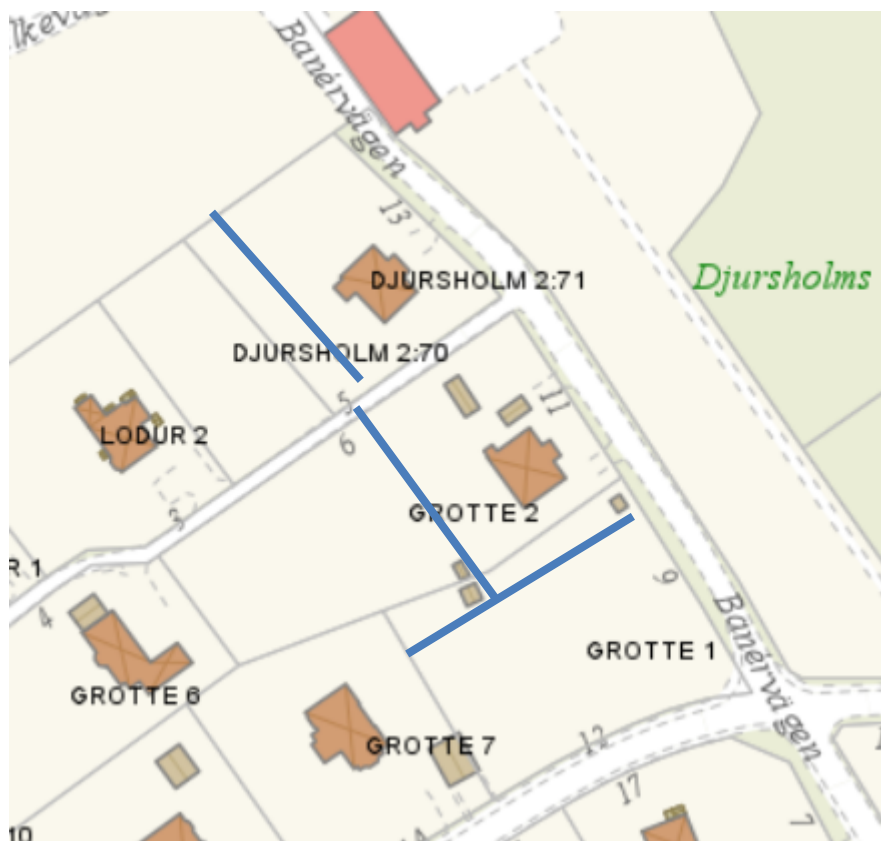 Banérvägen
13
DJURSHOLM 2:71
Djursholms
DJURSHOLM 2:70
5
11
6
LODUR 2
GROTTE 2
3
R 1
9
4
Banérvägen
GROTTE 1
GROTTE 6
12
GROTTE 7
17
7
10